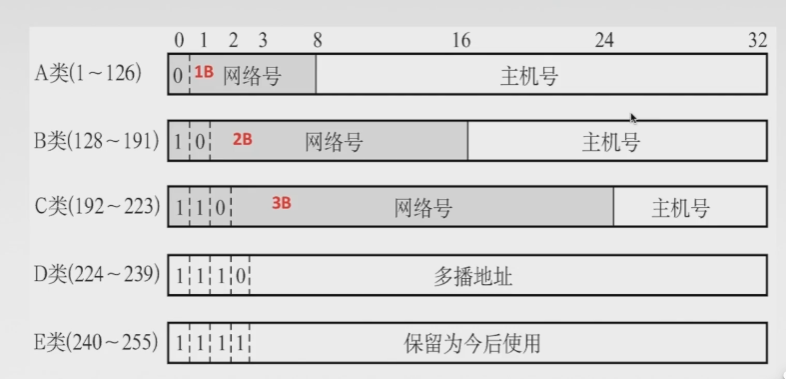 0 1 2 3 8 16 24 32
A类(1～126) 0 1B 网络号 主机号
B类(128～191) 1 0 2B 网络号 主机号
C类(192～223) 1 1 0 3B 网络号 主机号
D类(224～239) 1 1 1 0 多播地址
E类(240～255) 1 1 1 1 保留为今后使用